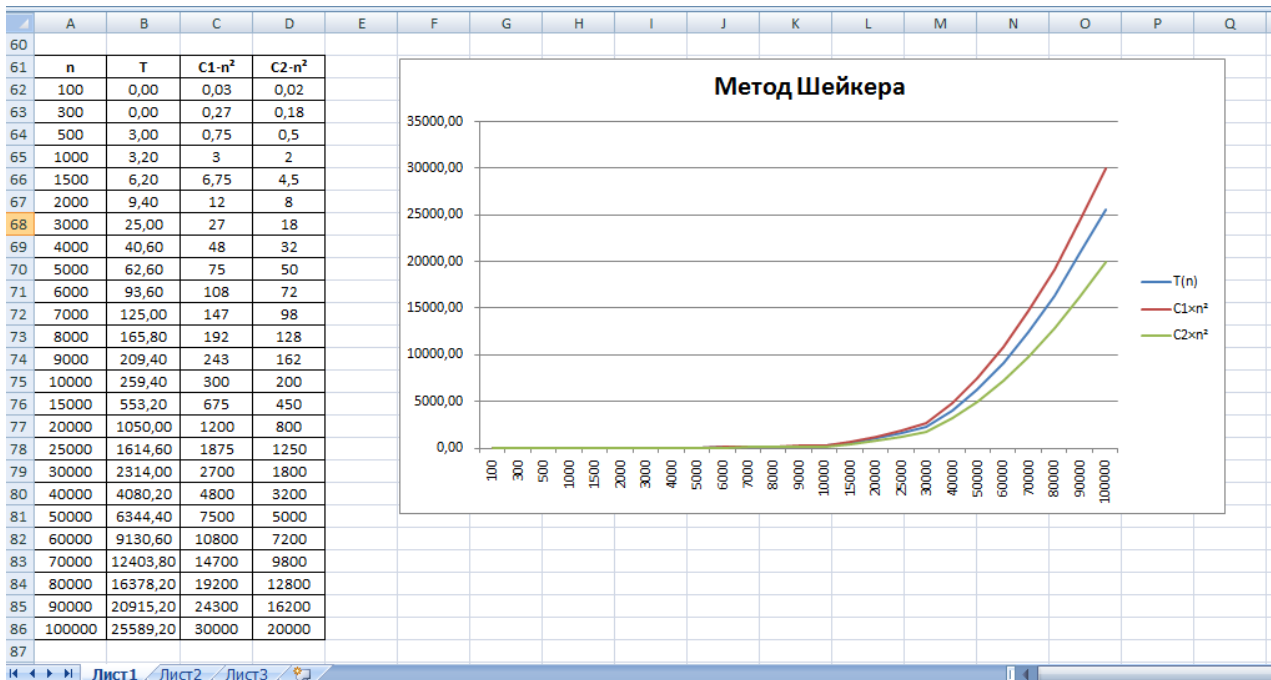 A B C D E F G H I J K L M N O P Q
60
61 n T C1-n² C2-n²
62 100 0,00 0,03 0,02
63 300 0,00 0,27 0,18
64 500 3,00 0,75 0,5
65 1000 3,20 3 2
66 1500 6,20 6,75 4,5
67 2000 9,40 12 8
68 3000 25,00 27 18
69 4000 40,60 48 32
70 5000 62,60 75 50
71 6000 93,60 108 72
72 7000 125,00 147 98
73 8000 165,80 192 128
74 9000 209,40 243 162
75 10000 259,40 300 200
76 15000 553,20 675 450
77 20000 1050,00 1200 800
78 25000 1614,60 1875 1250
79 30000 2314,00 2700 1800
80 40000 4080,20 4800 3200
81 50000 6344,40 7500 5000
82 60000 9130,60 10800 7200
83 70000 12403,80 14700 9800
84 80000 16378,20 19200 12800
85 90000 20915,20 24300 16200
86 100000 25589,20 30000 20000
87
Метод Шейкера
35000,00
30000,00
25000,00
20000,00
15000,00
10000,00
5000,00
0,00
100 300 500 1000 1500 2000 3000 4000 5000 6000 7000 8000 9000 10000 15000 20000 25000 30000 40000 50000 60000 70000 80000 90000 100000
T(n)
C1×n²
C2×n²
Лист1 Лист2 Лист3